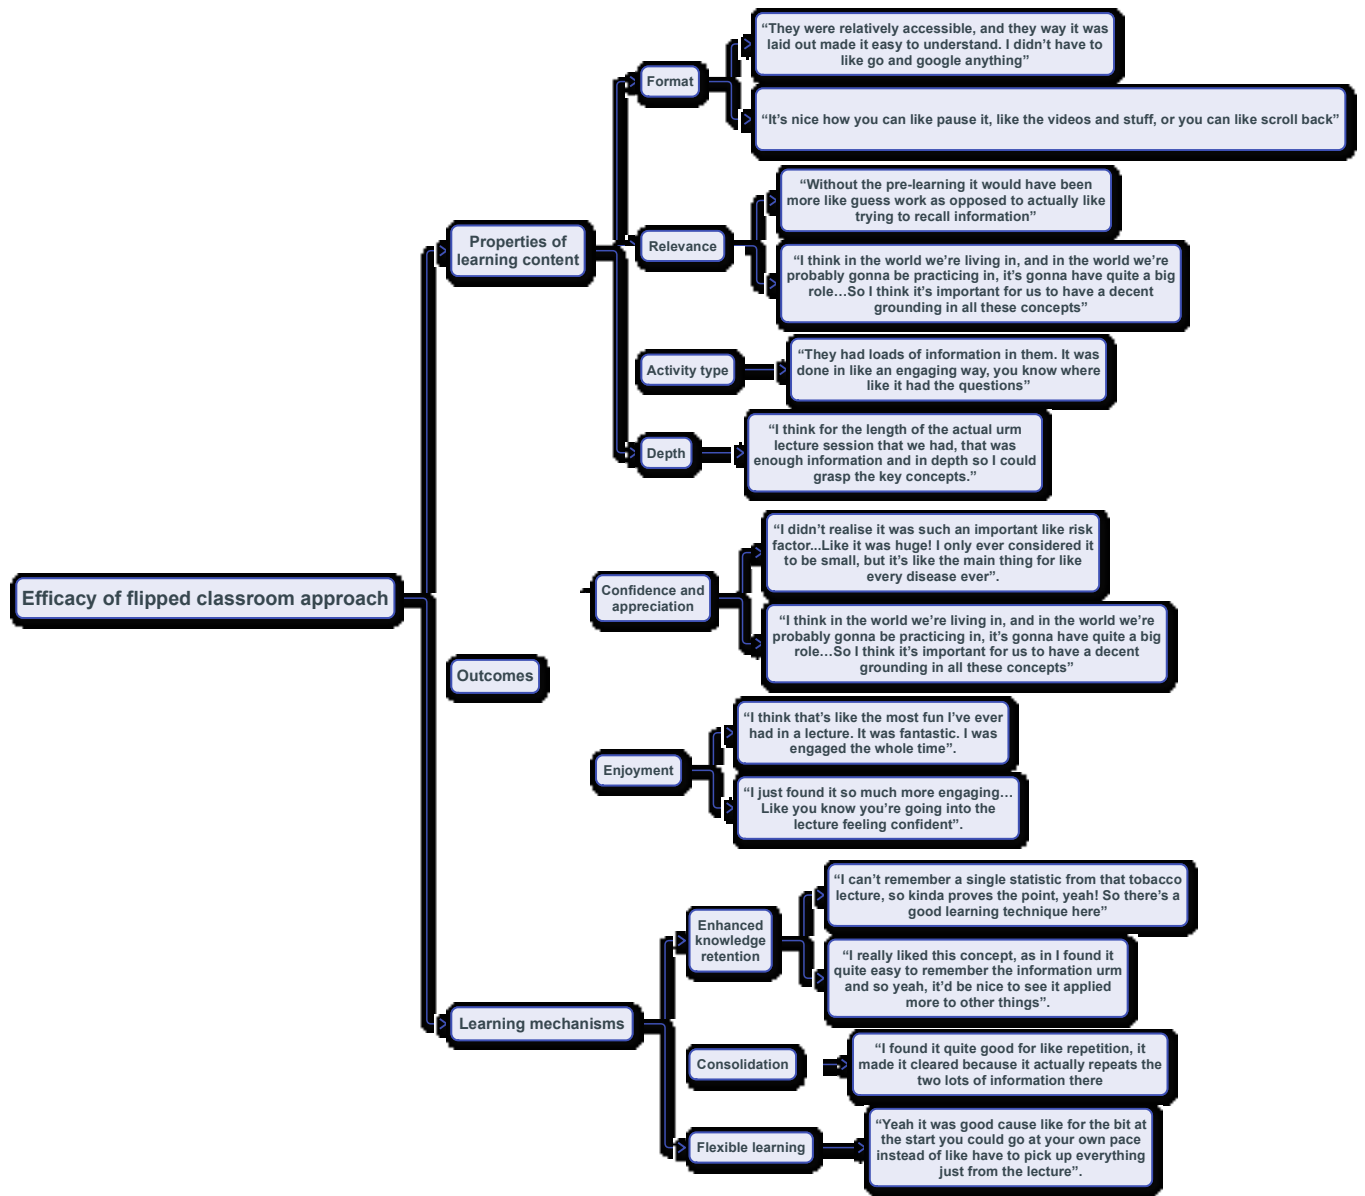 Efficacy of flipped classroom approach
Properties of
learning content
Format
“They were relatively accessible, and they way it was
laid out made it easy to understand. I didn’t have to
like go and google anything”
“It’s nice how you can like pause it, like the videos and stuff, or you can like scroll back”
Relevance
“Without the pre-learning it would have been
more like guess work as opposed to actually like
trying to recall information”
“I think in the world we’re living in, and in the world we’re
probably gonna be practicing in, it’s gonna have quite a big
role…So I think it’s important for us to have a decent
grounding in all these concepts”
Activity type
“They had loads of information in them. It was
done in like an engaging way, you know where
like it had the questions”
Depth
“I think for the length of the actual urm
lecture session that we had, that was
enough information and in depth so I could
grasp the key concepts.”
Outcomes
Confidence and
appreciation
“I didn’t realise it was such an important like risk
factor...Like it was huge! I only ever considered it
to be small, but it’s like the main thing for like
every disease ever”.
“I think in the world we’re living in, and in the world we’re
probably gonna be practicing in, it’s gonna have quite a big
role…So I think it’s important for us to have a decent
grounding in all these concepts”
Enjoyment
“I think that’s like the most fun I’ve ever
had in a lecture. It was fantastic. I was
engaged the whole time”.
“I just found it so much more engaging…
Like you know you’re going into the
lecture feeling confident”.
Learning mechanisms
Enhanced
knowledge
retention
“I can’t remember a single statistic from that tobacco
lecture, so kinda proves the point, yeah! So there’s a
good learning technique here”
“I really liked this concept, as in I found it
quite easy to remember the information urm
and so yeah, it’d be nice to see it applied
more to other things”.
Consolidation
“I found it quite good for like repetition, it
made it cleared because it actually repeats the
two lots of information there
Flexible learning
“Yeah it was good cause like for the bit at
the start you could go at your own pace
instead of like have to pick up everything
just from the lecture”.